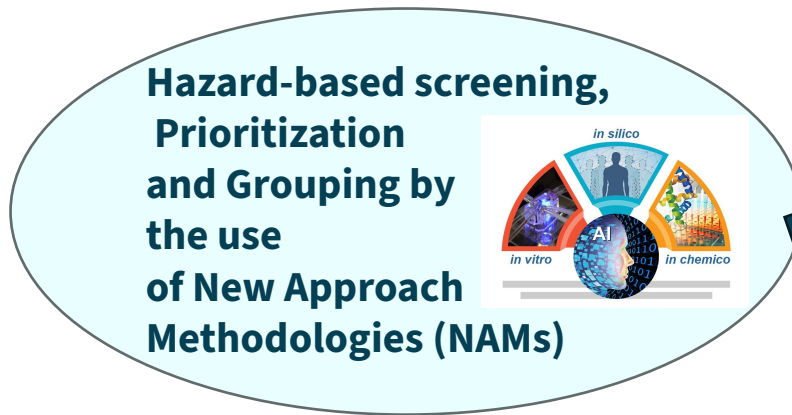 Hazard-based screening,
Prioritization
and Grouping by
the use
of New Approach
Methodologies (NAMs)
in silico
AI
in vitro
in chemico